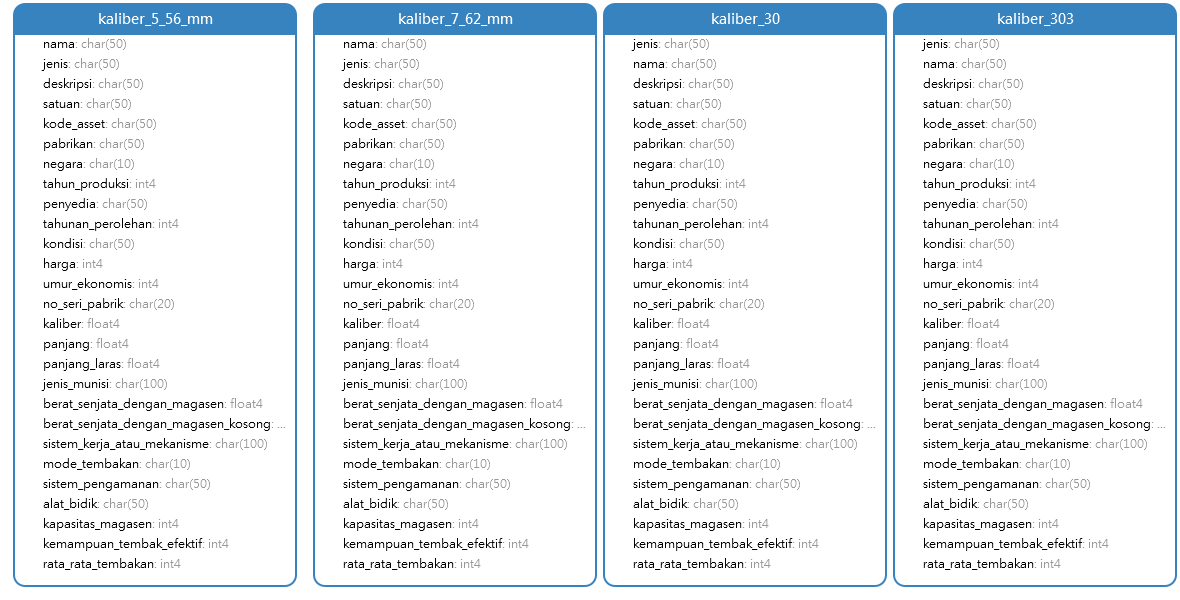 kaliber_5_56_mm
nama: char(50)
jenis: char(50)
deskripsi: char(50)
satuan: char(50)
kode_asset: char(50)
pabrikan: char(50)
negara: char(10)
tahun_produksi: int4
penyedia: char(50)
tahunan_perolehan: int4
kondisi: char(50)
harga: int4
umur_ekonomis: int4
no_seri_pabrik: char(20)
kaliber: float4
panjang: float4
panjang_laras: float4
jenis_munisi: char(100)
berat_senjata_dengan_magasen: float4
berat_senjata_dengan_magasen_kosong: ...
sistem_kerja_atau_mekanisme: char(100)
mode_tembakan: char(10)
sistem_pengamanan: char(50)
alat_bidik: char(50)
kapasitas_magasen: int4
kemampuan_tembak_efektif: int4
rata_rata_tembakan: int4
kaliber_7_62_mm
nama: char(50)
jenis: char(50)
deskripsi: char(50)
satuan: char(50)
kode_asset: char(50)
pabrikan: char(50)
negara: char(10)
tahun_produksi: int4
penyedia: char(50)
tahunan_perolehan: int4
kondisi: char(50)
harga: int4
umur_ekonomis: int4
no_seri_pabrik: char(20)
kaliber: float4
panjang: float4
panjang_laras: float4
jenis_munisi: char(100)
berat_senjata_dengan_magasen: float4
berat_senjata_dengan_magasen_kosong: ...
sistem_kerja_atau_mekanisme: char(100)
mode_tembakan: char(10)
sistem_pengamanan: char(50)
alat_bidik: char(50)
kapasitas_magasen: int4
kemampuan_tembak_efektif: int4
rata_rata_tembakan: int4
kaliber_30
jenis: char(50)
nama: char(50)
deskripsi: char(50)
satuan: char(50)
kode_asset: char(50)
pabrikan: char(50)
negara: char(10)
tahun_produksi: int4
penyedia: char(50)
tahunan_perolehan: int4
kondisi: char(50)
harga: int4
umur_ekonomis: int4
no_seri_pabrik: char(20)
kaliber: float4
panjang: float4
panjang_laras: float4
jenis_munisi: char(100)
berat_senjata_dengan_magasen: float4
berat_senjata_dengan_magasen_kosong: ...
sistem_kerja_atau_mekanisme: char(100)
mode_tembakan: char(10)
sistem_pengamanan: char(50)
alat_bidik: char(50)
kapasitas_magasen: int4
kemampuan_tembak_efektif: int4
rata_rata_tembakan: int4
kaliber_303
jenis: char(50)
nama: char(50)
deskripsi: char(50)
satuan: char(50)
kode_asset: char(50)
pabrikan: char(50)
negara: char(10)
tahun_produksi: int4
penyedia: char(50)
tahunan_perolehan: int4
kondisi: char(50)
harga: int4
umur_ekonomis: int4
no_seri_pabrik: char(20)
kaliber: float4
panjang: float4
panjang_laras: float4
jenis_munisi: char(100)
berat_senjata_dengan_magasen: float4
berat_senjata_dengan_magasen_kosong: ...
sistem_kerja_atau_mekanisme: char(100)
mode_tembakan: char(10)
sistem_pengamanan: char(50)
alat_bidik: char(50)
kapasitas_magasen: int4
kemampuan_tembak_efektif: int4
rata_rata_tembakan: int4